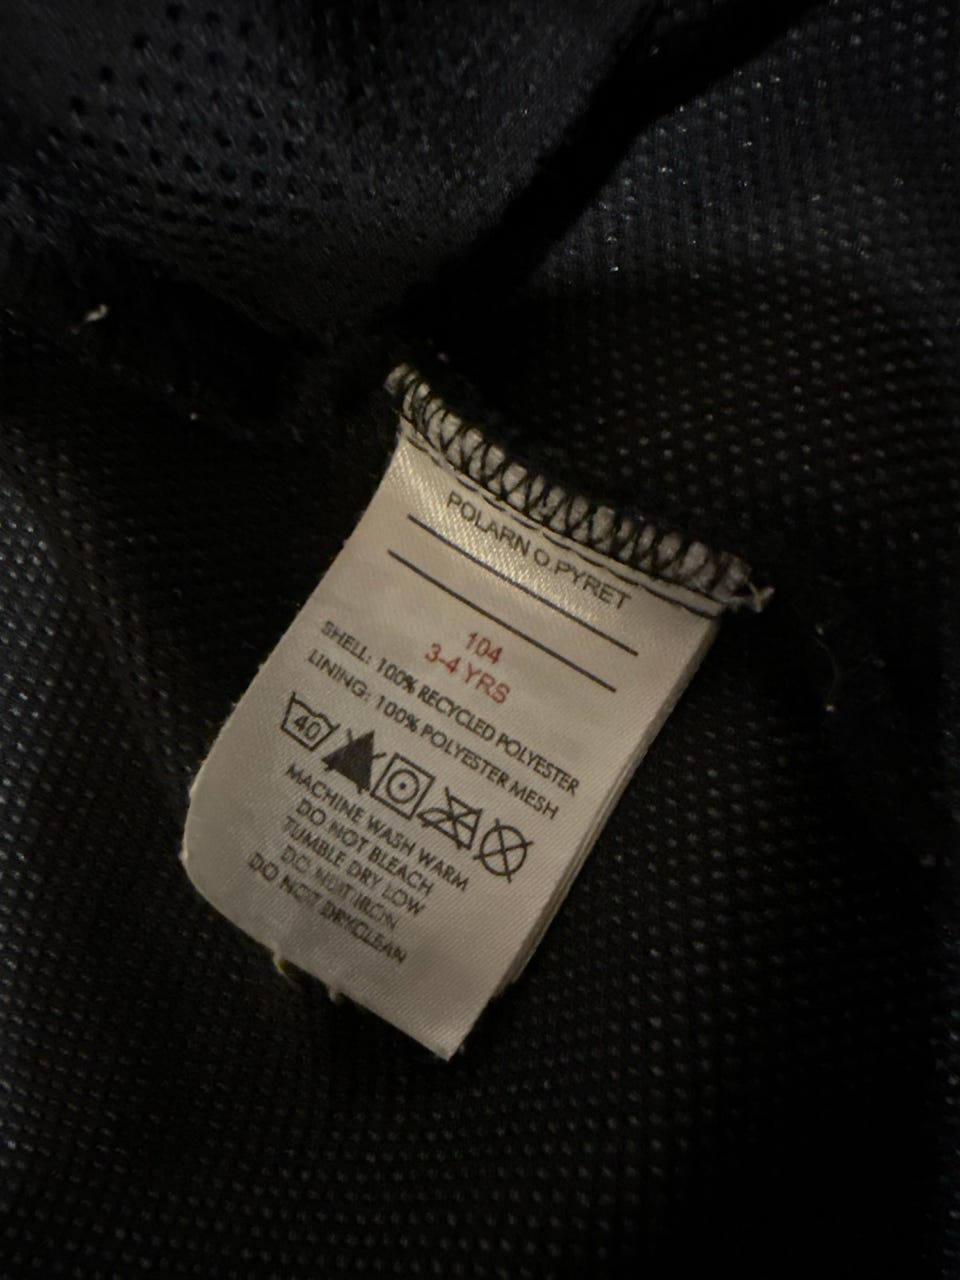 POLARN O.PYRET
104
3-4 YRS
SHELL: 100% RECYCLED POLYESTER
LINING: 100% POLYESTER MESH
40
MACHINE WASH WARM
DO NOT BLEACH
TUMBLE DRY LOW
DO NOT IRON
DO NOT DRYCLEAN